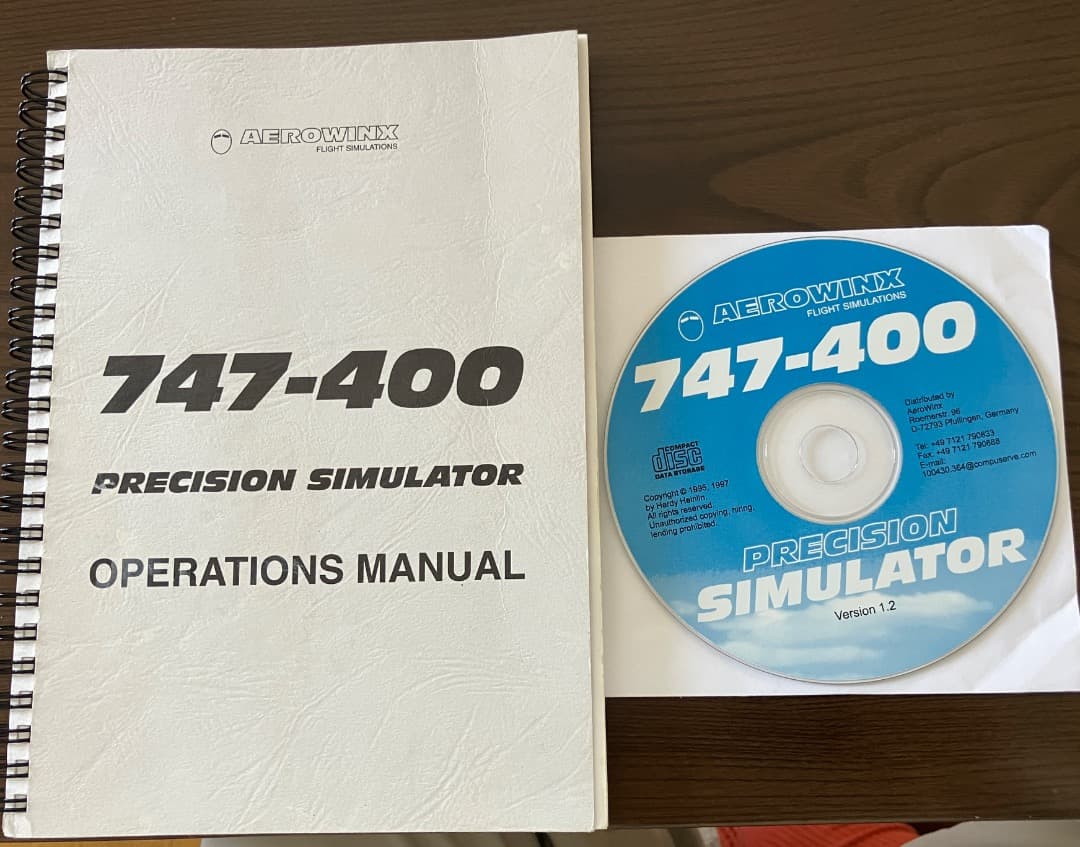 AEROWINX
FLIGHT SIMULATIONS
747-400
PRECISION SIMULATOR
OPERATIONS MANUAL
AEROWINX
FLIGHT SIMULATIONS
747-400
COMPACT
disc
DATA STORAGE
Copyright © 1995, 1997
by Hardy Heinlin.
All rights reserved.
Unauthorized copying, hiring,
lending prohibited.
Distributed by
AeroWinx
Roemerstr. 96
D-72793 Pfullingen, Germany
Tel: +49 7121 790833
Fax: +49 7121 790688
E-mail:
100430.364@compuserve.com
PRECISION
SIMULATOR
Version 1.2